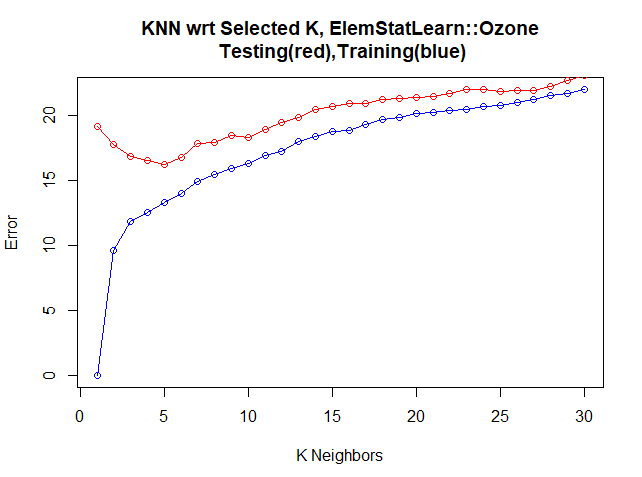 KNN wrt Selected K, ElemStatLearn::Ozone
Testing(red),Training(blue)
Error
20
15
10
5
0
0 5 10 15 20 25 30
K Neighbors